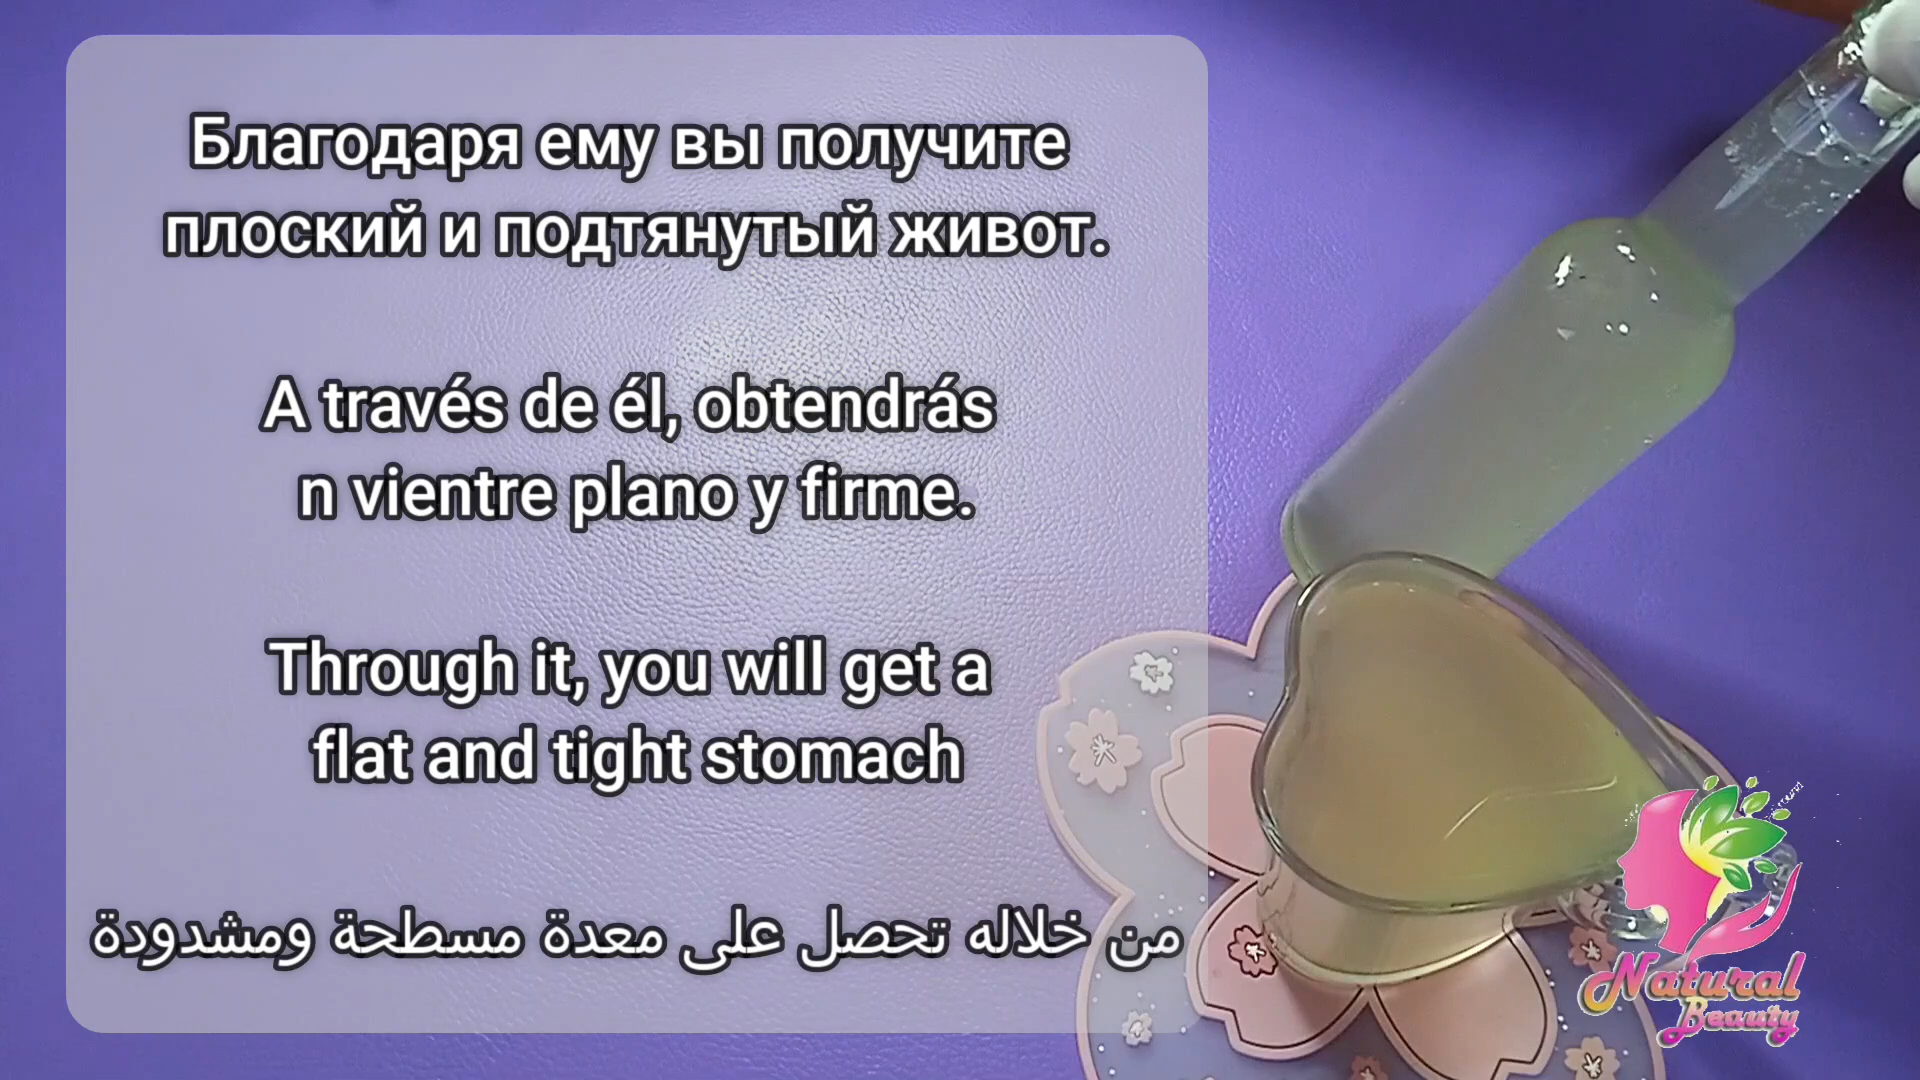 Благодаря ему вы получите
плоский и подтянутый живот.
A través de él, obtendrás
n vientre plano y firme.
Through it, you will get a
flat and tight stomach
من خلاله تحصل على معدة مسطحة ومشدودة
Natural
Beauty